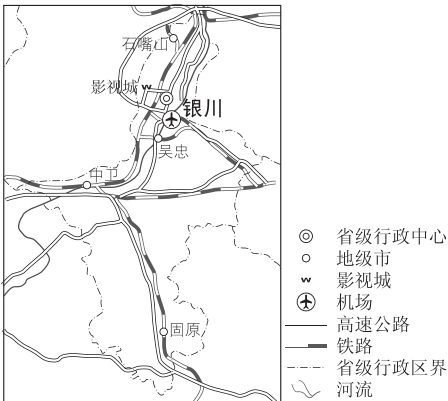 石嘴山
影视城
银川
吴忠
中卫
固原
省级行政中心
地级市
影视城
机场
高速公路
铁路
省级行政区界
河流